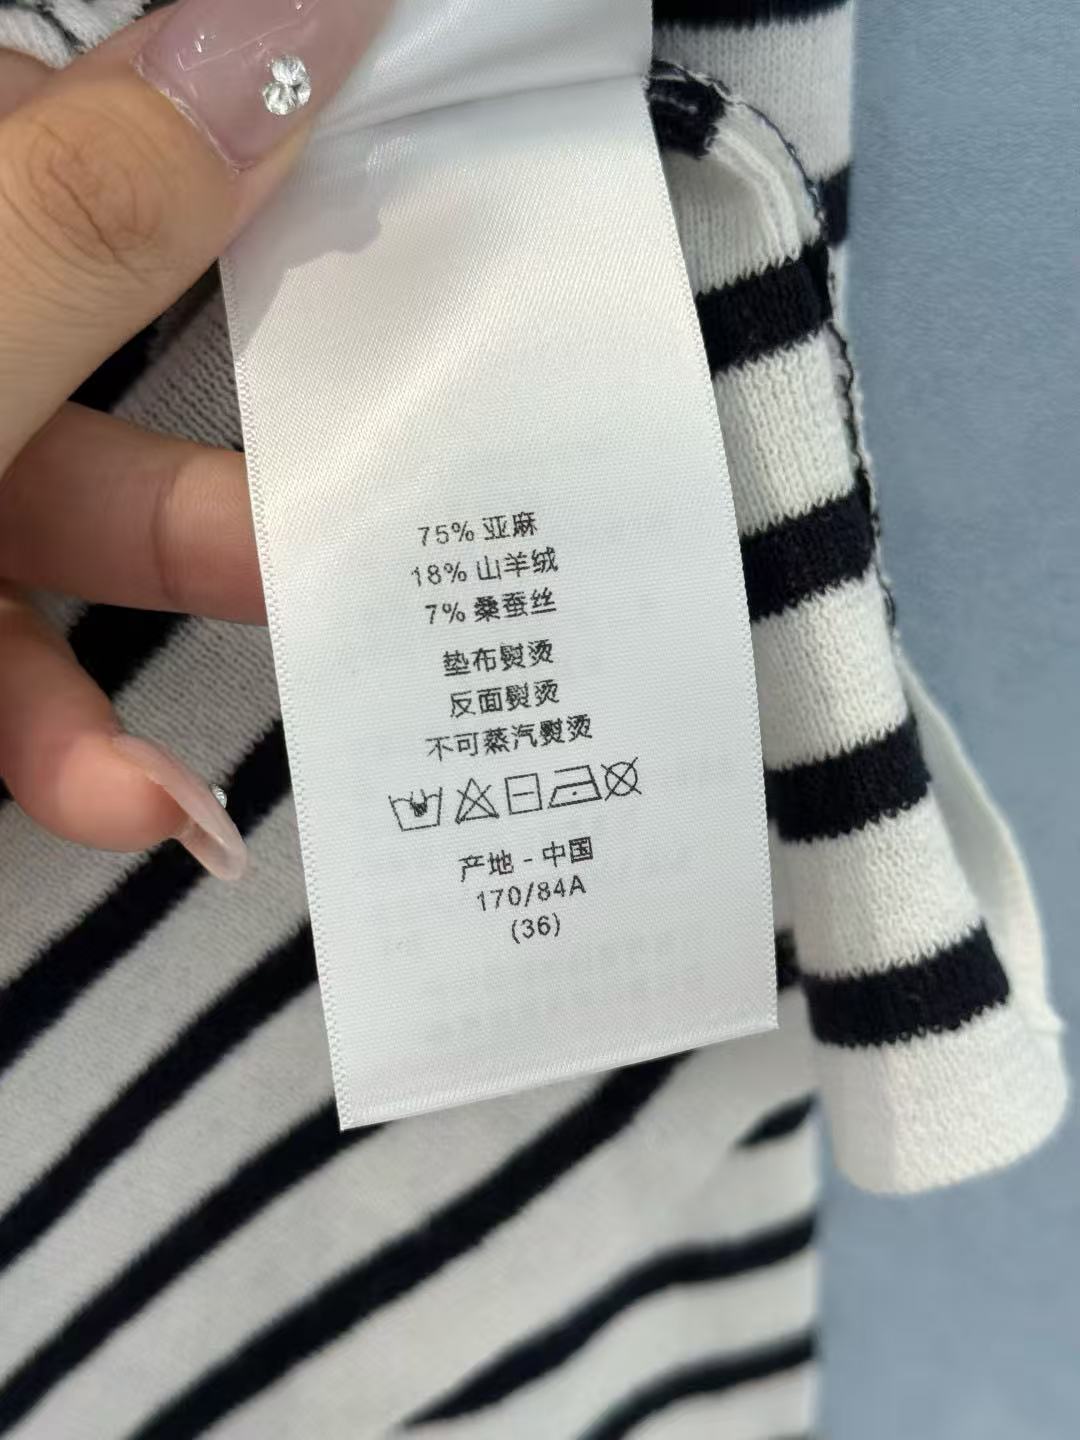 75% 亚麻
18% 山羊绒
7% 桑蚕丝
垫布熨烫
反面熨烫
不可蒸汽熨烫
产地 - 中国
170/84A
(36)